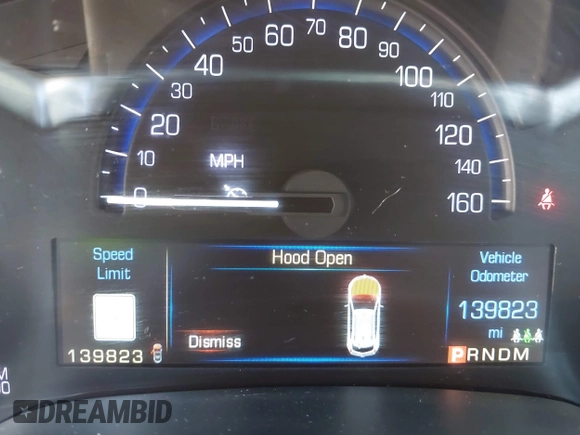 60
70
80
50
90
40
100
30
110
20
120
10
MPH
140
0
160
Speed
Limit
Hood Open
Vehicle
Odometer
139823
mi
Dismiss
139823
PRNDM
DREAMBID